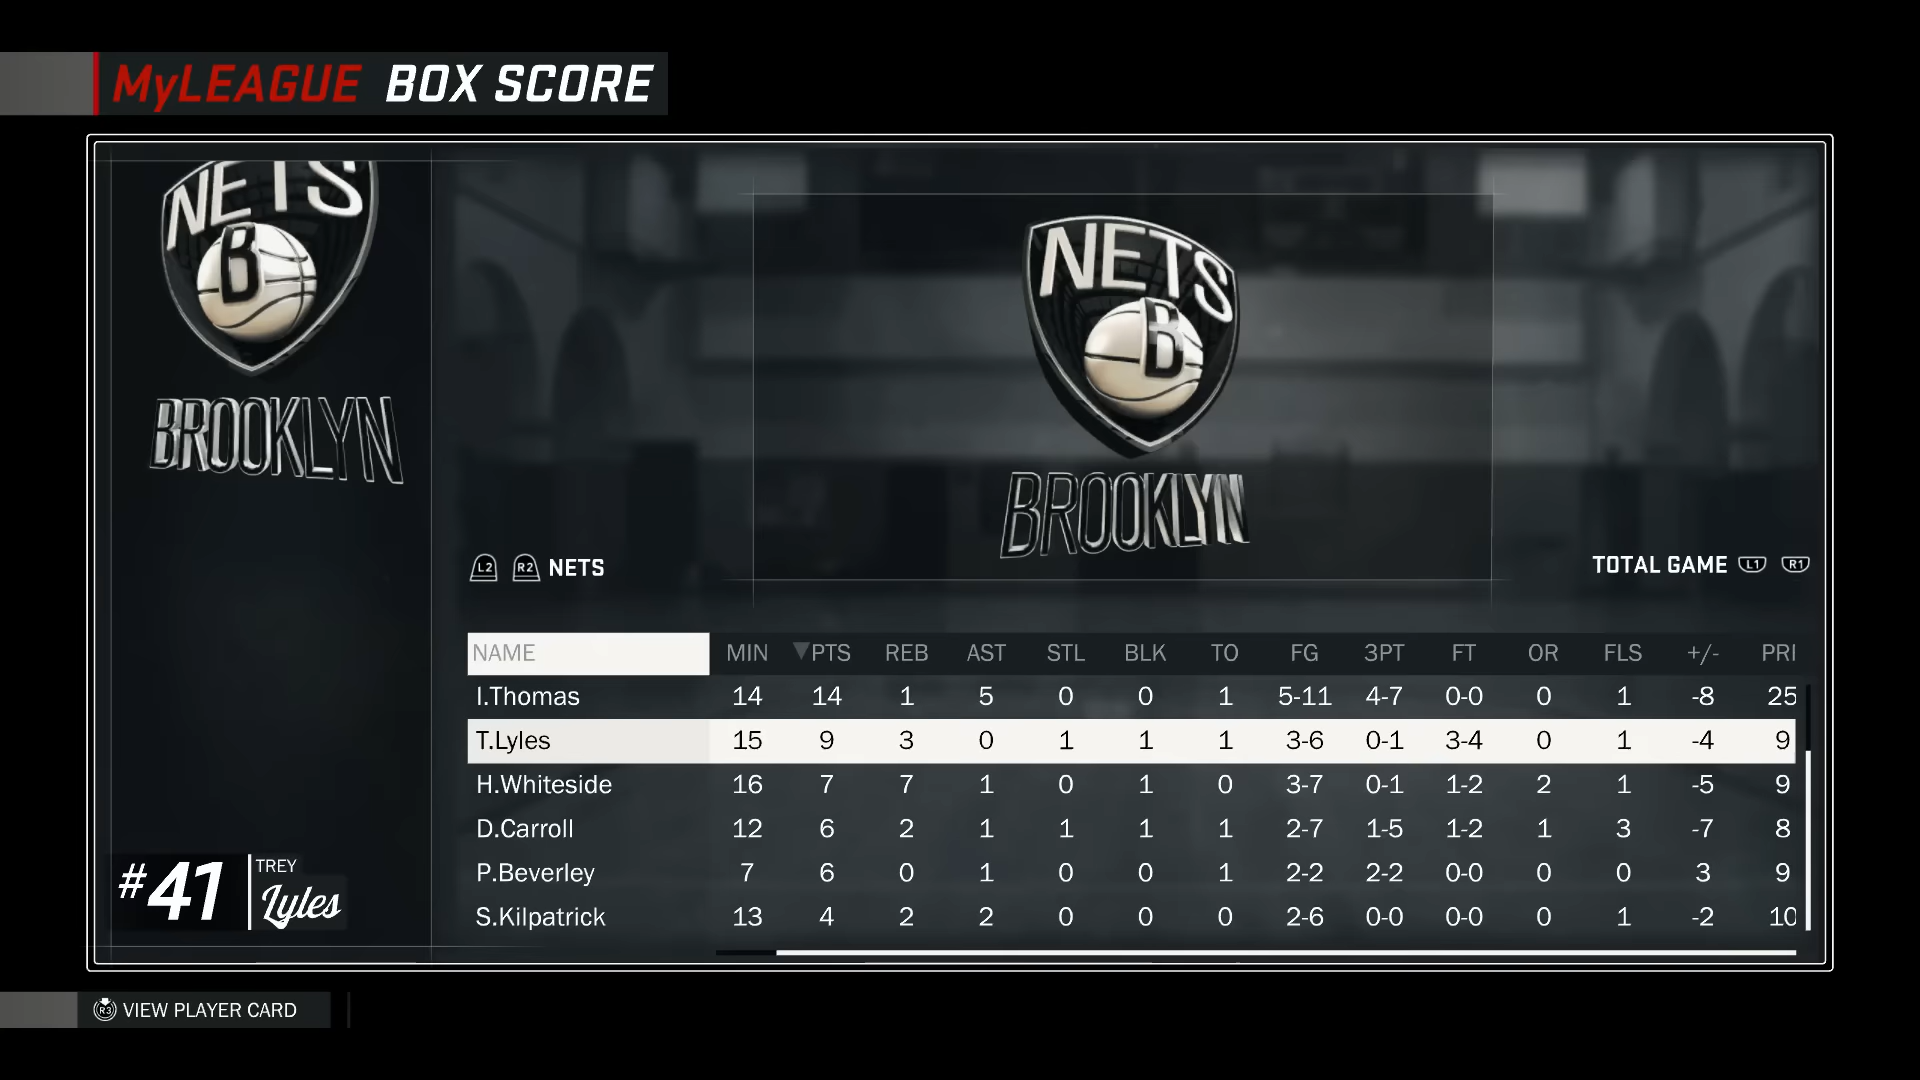 MyLEAGUE BOX SCORE
NETS
B
BROOKLYN
NETS
B
BROOKLYN
L2 R2 NETS
TOTAL GAME L1 R1
NAME MIN PTS REB AST STL BLK TO FG 3PT FT OR FLS +/- PRI
I.Thomas 14 14 1 5 0 0 1 5-11 4-7 0-0 0 1 -8 25
T.Lyles 15 9 3 0 1 1 1 3-6 0-1 3-4 0 1 -4 9
H.Whiteside 16 7 7 1 0 1 0 3-7 0-1 1-2 2 1 -5 9
D.Carroll 12 6 2 1 1 1 1 2-7 1-5 1-2 1 3 -7 8
P.Beverley 7 6 0 1 0 0 1 2-2 2-2 0-0 0 0 3 9
S.Kilpatrick 13 4 2 2 0 0 0 2-6 0-0 0-0 0 1 -2 10
#41 TREY
Lyles
R3 VIEW PLAYER CARD